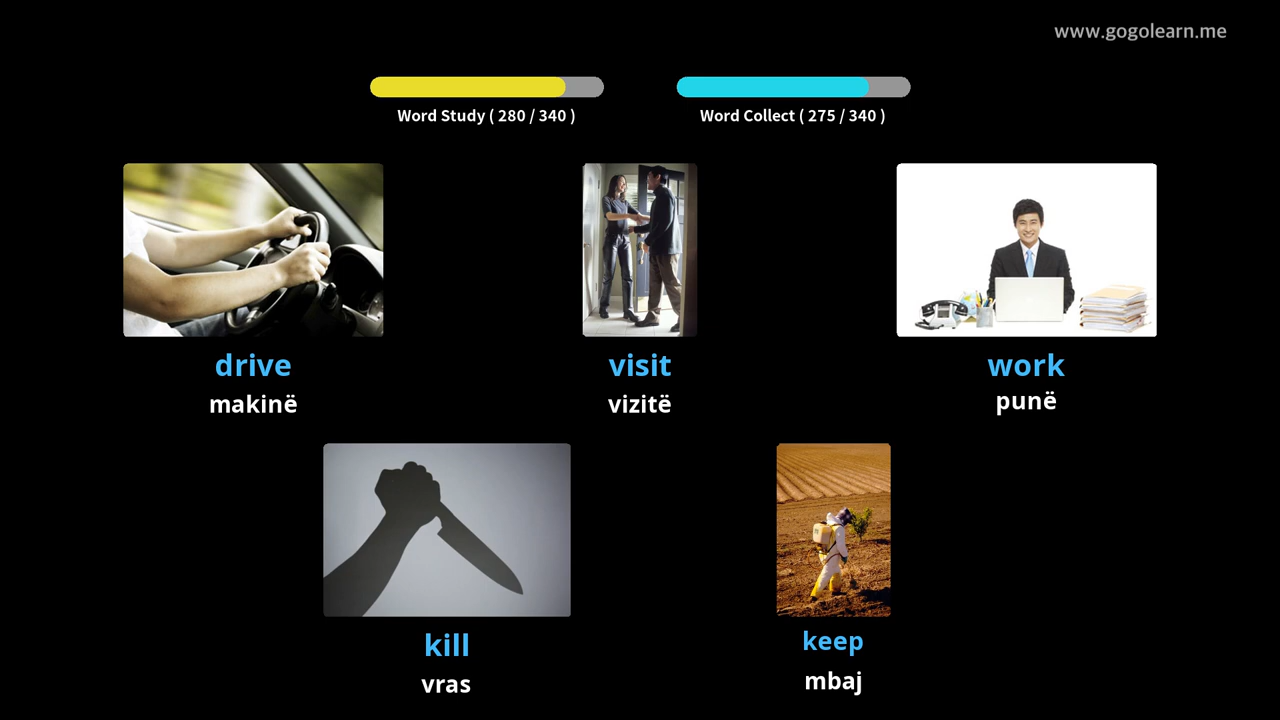 www.gogolearn.me
Word Study ( 280 / 340 )
Word Collect ( 275 / 340 )
drive
makinë
visit
vizitë
work
punë
kill
vras
keep
mbaj